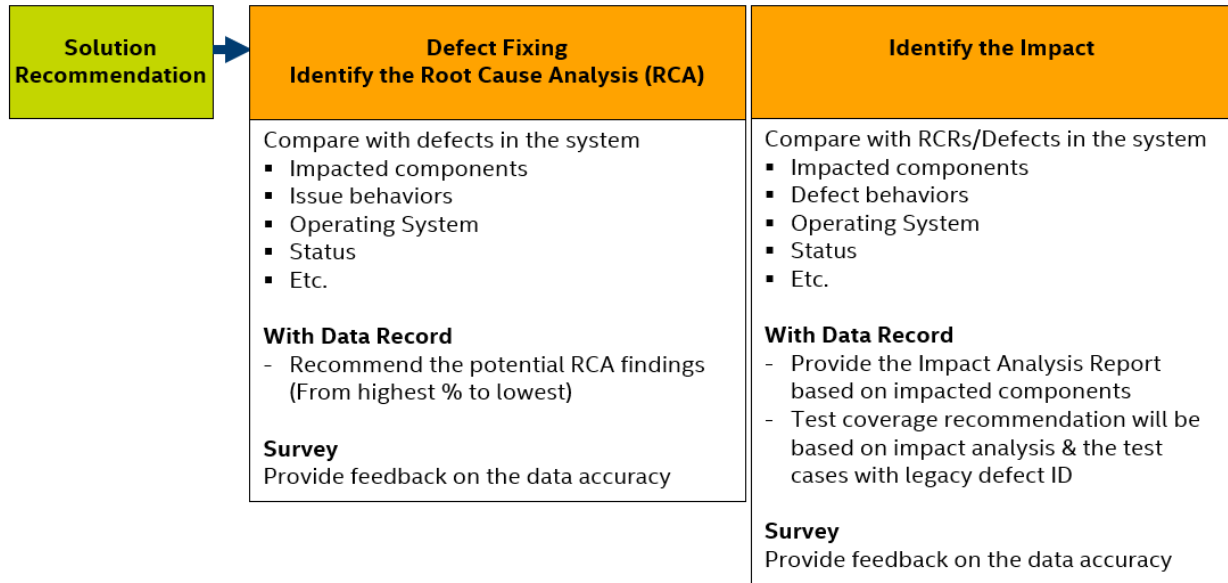 Solution
Recommendation
Defect Fixing
Identify the Root Cause Analysis (RCA)
Compare with defects in the system
▪ Impacted components
▪ Issue behaviors
▪ Operating System
▪ Status
▪ Etc.
With Data Record
- Recommend the potential RCA findings
(From highest % to lowest)
Survey
Provide feedback on the data accuracy
Identify the Impact
Compare with RCRs/Defects in the system
▪ Impacted components
▪ Defect behaviors
▪ Operating System
▪ Status
▪ Etc.
With Data Record
- Provide the Impact Analysis Report
based on impacted components
- Test coverage recommendation will be
based on impact analysis & the test
cases with legacy defect ID
Survey
Provide feedback on the data accuracy